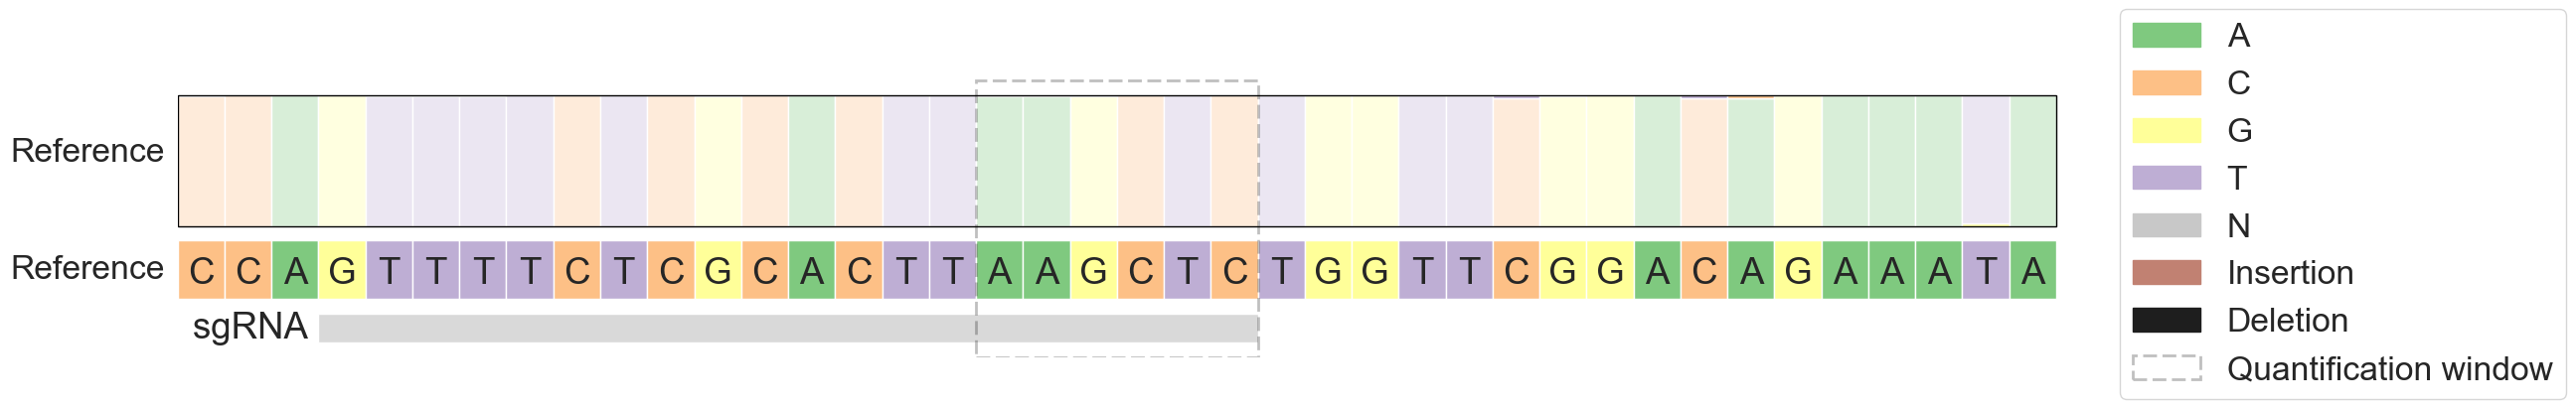 Reference
Reference C C A G T T T T C T C G C A C T T A A G C T C T G G T T C G G A C A G A A A T A
sgRNA
A
C
G
T
N
Insertion
Deletion
Quantification window